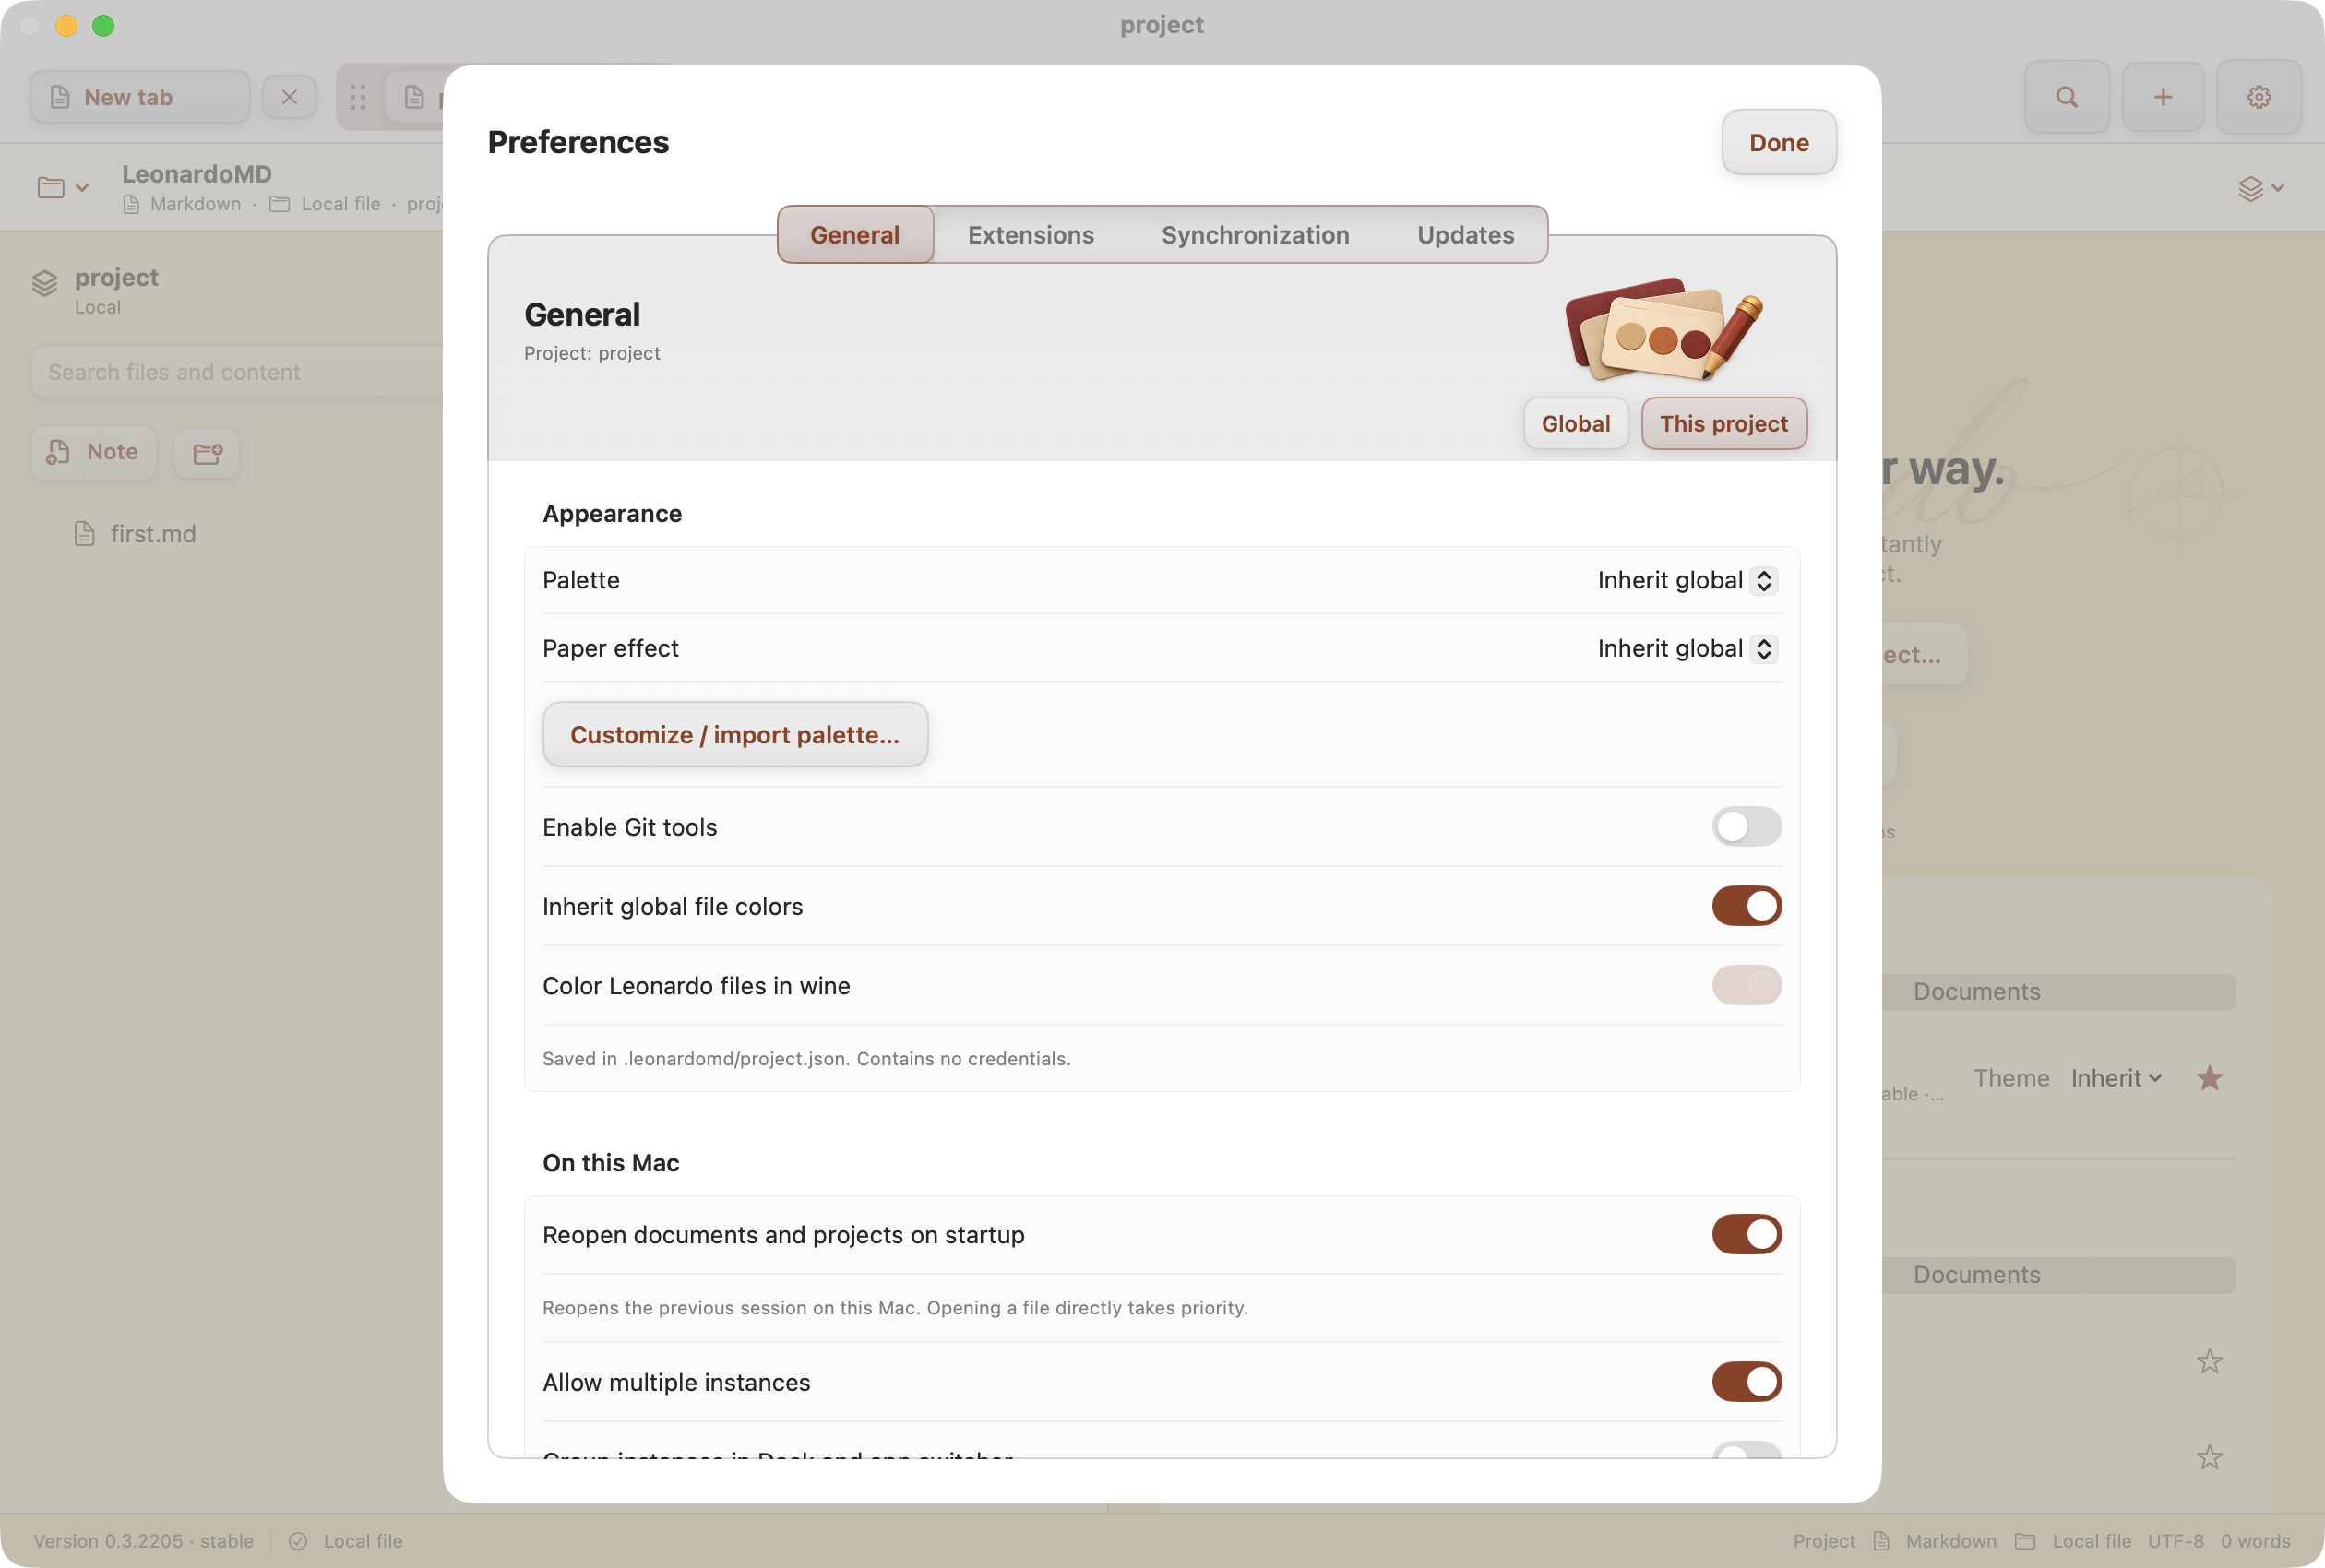 project
New tab
LeonardoMD
Markdown · Local file ·
project
Local
Search files and content
Note
first.md
Preferences
Done
General
Extensions
Synchronization
Updates
General
Project: project
Global
This project
Appearance
Palette
Inherit global
Paper effect
Inherit global
Customize / import palette...
Enable Git tools
Inherit global file colors
Color Leonardo files in wine
Saved in .leonardomd/project.json. Contains no credentials.
On this Mac
Reopen documents and projects on startup
Reopens the previous session on this Mac. Opening a file directly takes priority.
Allow multiple instances
way.
Documents
Theme
Inherit
Documents
Version 0.3.2205 · stable
Local file
Project
Markdown
Local file
UTF-8
0 words